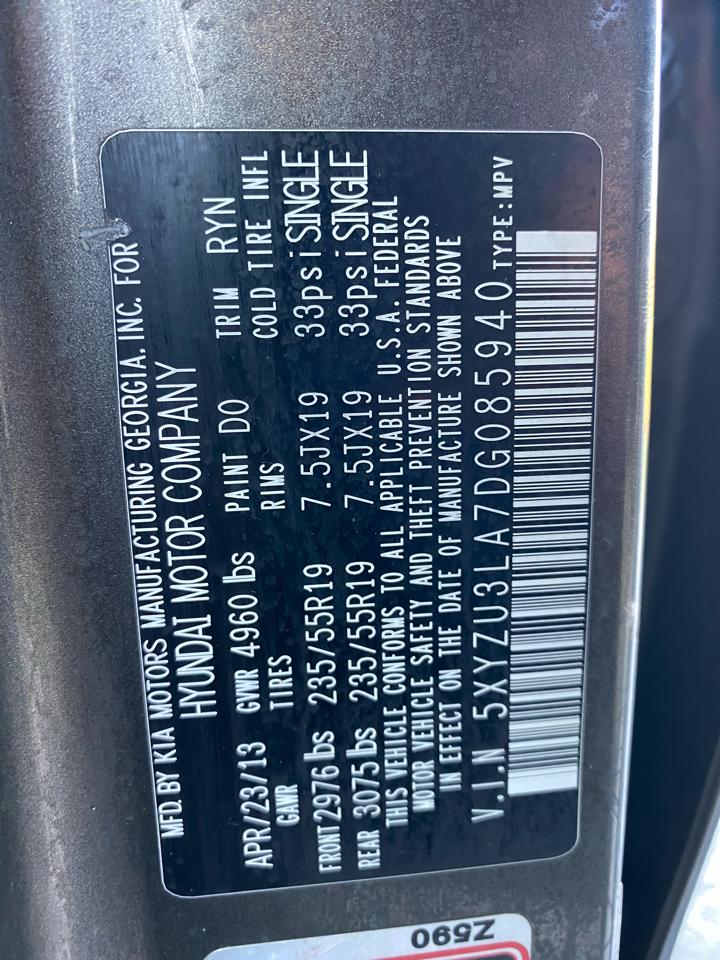 MFD. BY KIA MOTORS MANUFACTURING GEORGIA. INC. FOR
HYUNDAI MOTOR COMPANY
APR/23/13 GVWR 4960 lbs PAINT DO TRIM RYN
GAWR TIRES RIMS COLD TIRE INFL
FRONT 2976 lbs 235/55R19 7.5JX19 33psi SINGLE
REAR 3075 lbs 235/55R19 7.5JX19 33psi SINGLE
THIS VEHICLE CONFORMS TO ALL APPLICABLE U.S.A. FEDERAL
MOTOR VEHICLE SAFETY AND THEFT PREVENTION STANDARDS
IN EFFECT ON THE DATE OF MANUFACTURE SHOWN ABOVE
V.I.N 5XYZU3LA7DG085940 TYPE:MPV
Z590